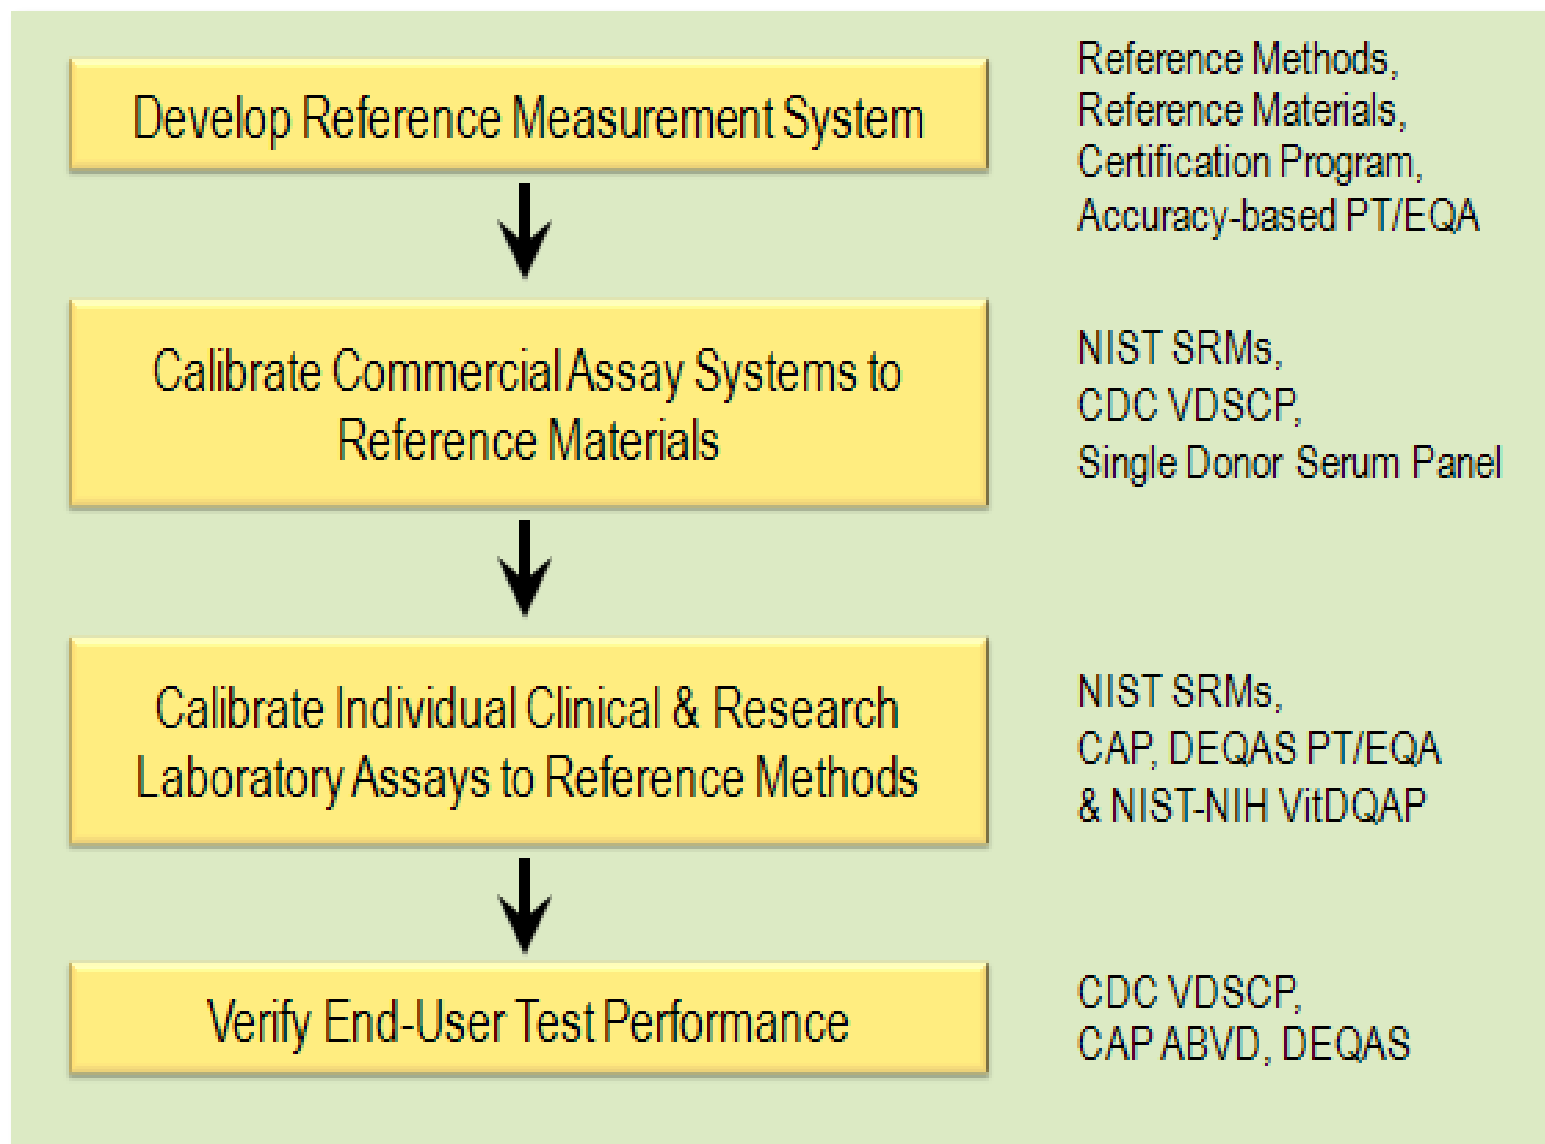 Develop Reference Measurement System
Reference Methods,
Reference Materials,
Certification Program,
Accuracy-based PT/EQA
Calibrate Commercial Assay Systems to
Reference Materials
NIST SRMs,
CDC VDSCP,
Single Donor Serum Panel
Calibrate Individual Clinical & Research
Laboratory Assays to Reference Methods
NIST SRMs,
CAP, DEQAS PT/EQA
& NIST-NIH VitDQAP
Verify End-User Test Performance
CDC VDSCP,
CAP ABVD, DEQAS